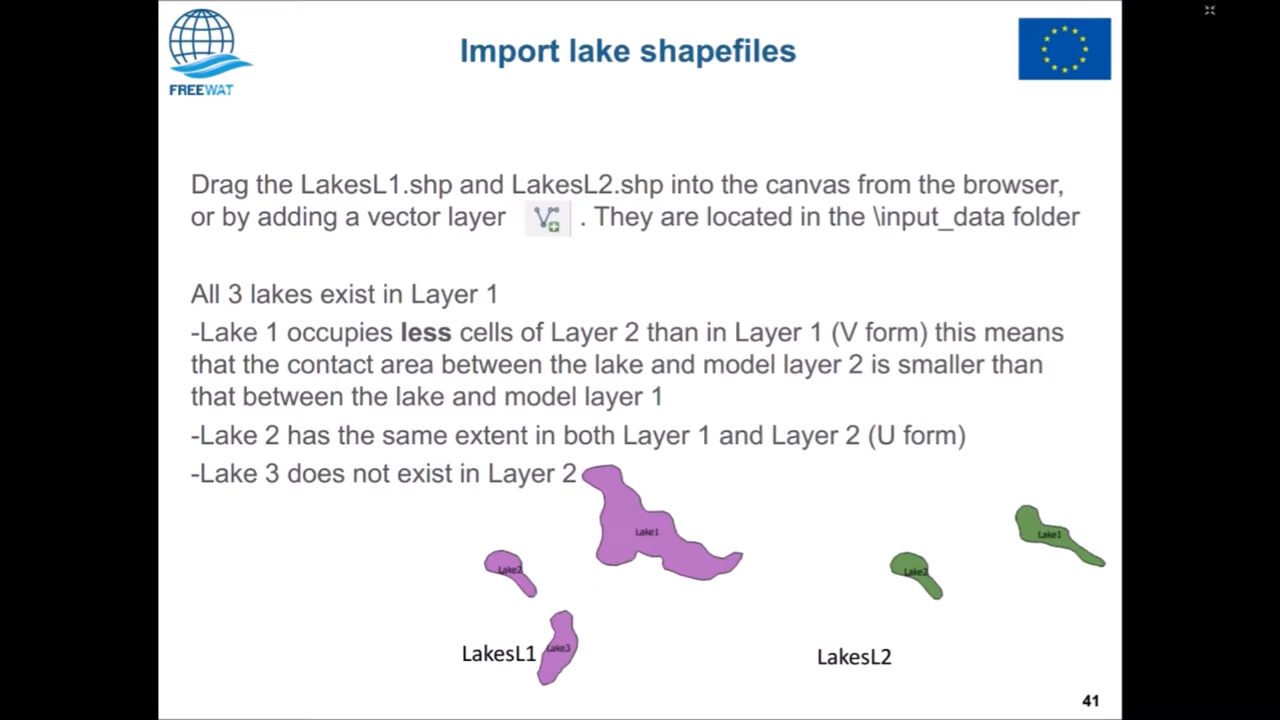 FREEWAT
Import lake shapefiles
Drag the LakesL1.shp and LakesL2.shp into the canvas from the browser,
or by adding a vector layer . They are located in the \input_data folder
All 3 lakes exist in Layer 1
-Lake 1 occupies less cells of Layer 2 than in Layer 1 (V form) this means
that the contact area between the lake and model layer 2 is smaller than
that between the lake and model layer 1
-Lake 2 has the same extent in both Layer 1 and Layer 2 (U form)
-Lake 3 does not exist in Layer 2
Lake1
Lake2
Lake3
LakesL1
Lake1
Lake2
LakesL2
41